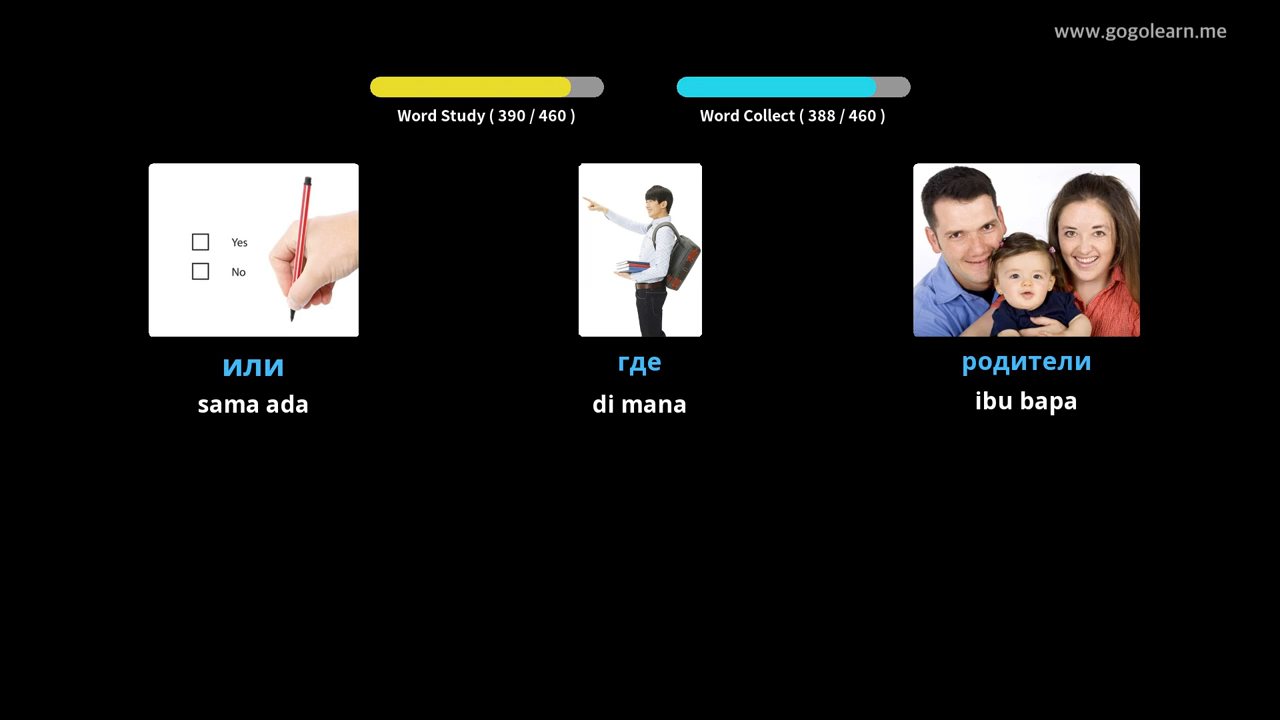 www.gogolearn.me
Word Study ( 390 / 460 )
Word Collect ( 388 / 460 )
Yes
No
или
где
родители
sama ada
di mana
ibu bapa